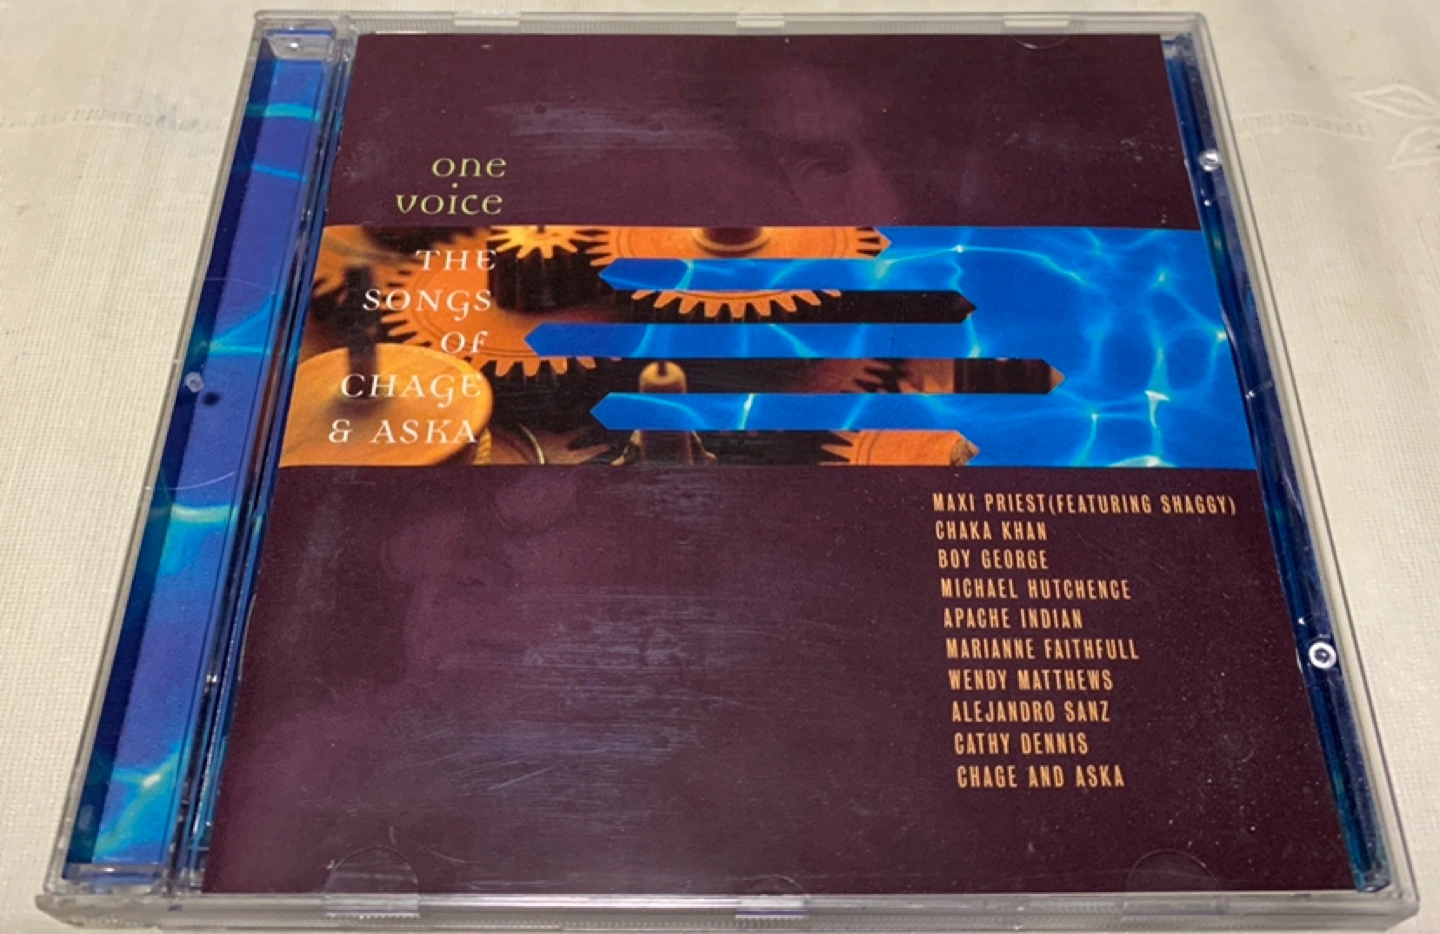 one
voice
THE
SONGS
OF
CHAGE
& ASKA
MAXI PRIEST(FEATURING SHAGGY)
CHAKA KHAN
BOY GEORGE
MICHAEL HUTCHENCE
APACHE INDIAN
MARIANNE FAITHFULL
WENDY MATTHEWS
ALEJANDRO SANZ
CATHY DENNIS
CHAGE AND ASKA